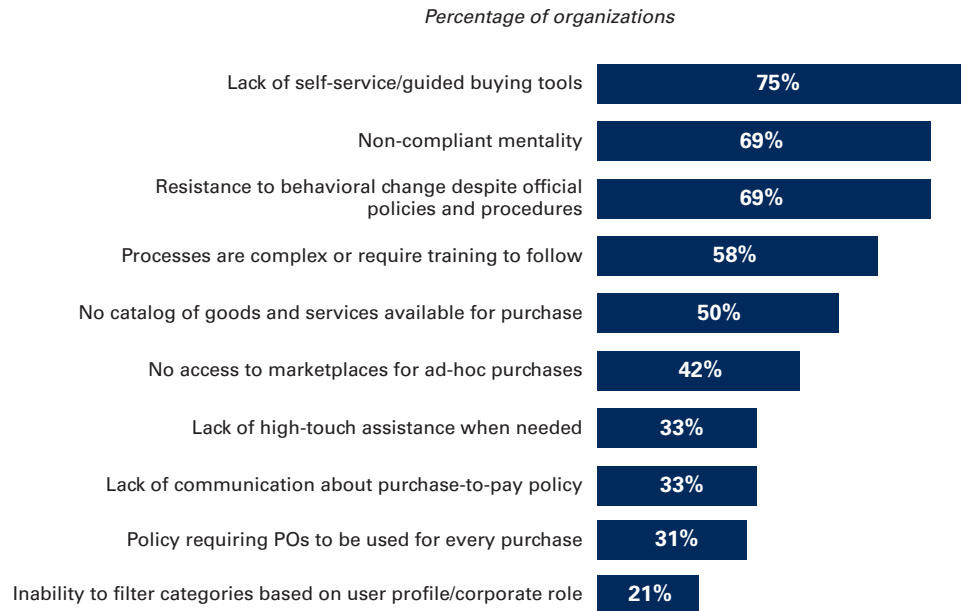 Percentage of organizations
Lack of self-service/guided buying tools 75%
Non-compliant mentality 69%
Resistance to behavioral change despite official
policies and procedures 69%
Processes are complex or require training to follow 58%
No catalog of goods and services available for purchase 50%
No access to marketplaces for ad-hoc purchases 42%
Lack of high-touch assistance when needed 33%
Lack of communication about purchase-to-pay policy 33%
Policy requiring POs to be used for every purchase 31%
Inability to filter categories based on user profile/corporate role 21%